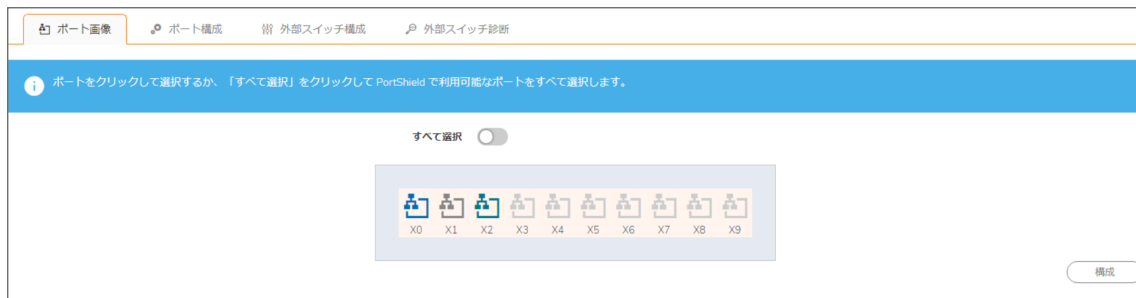 ポート画像 ポート構成 外部スイッチ構成 外部スイッチ診断
ポートをクリックして選択するか、「すべて選択」をクリックして PortShield で利用可能なポートをすべて選択します。
すべて選択
X0 X1 X2 X3 X4 X5 X6 X7 X8 X9
構成